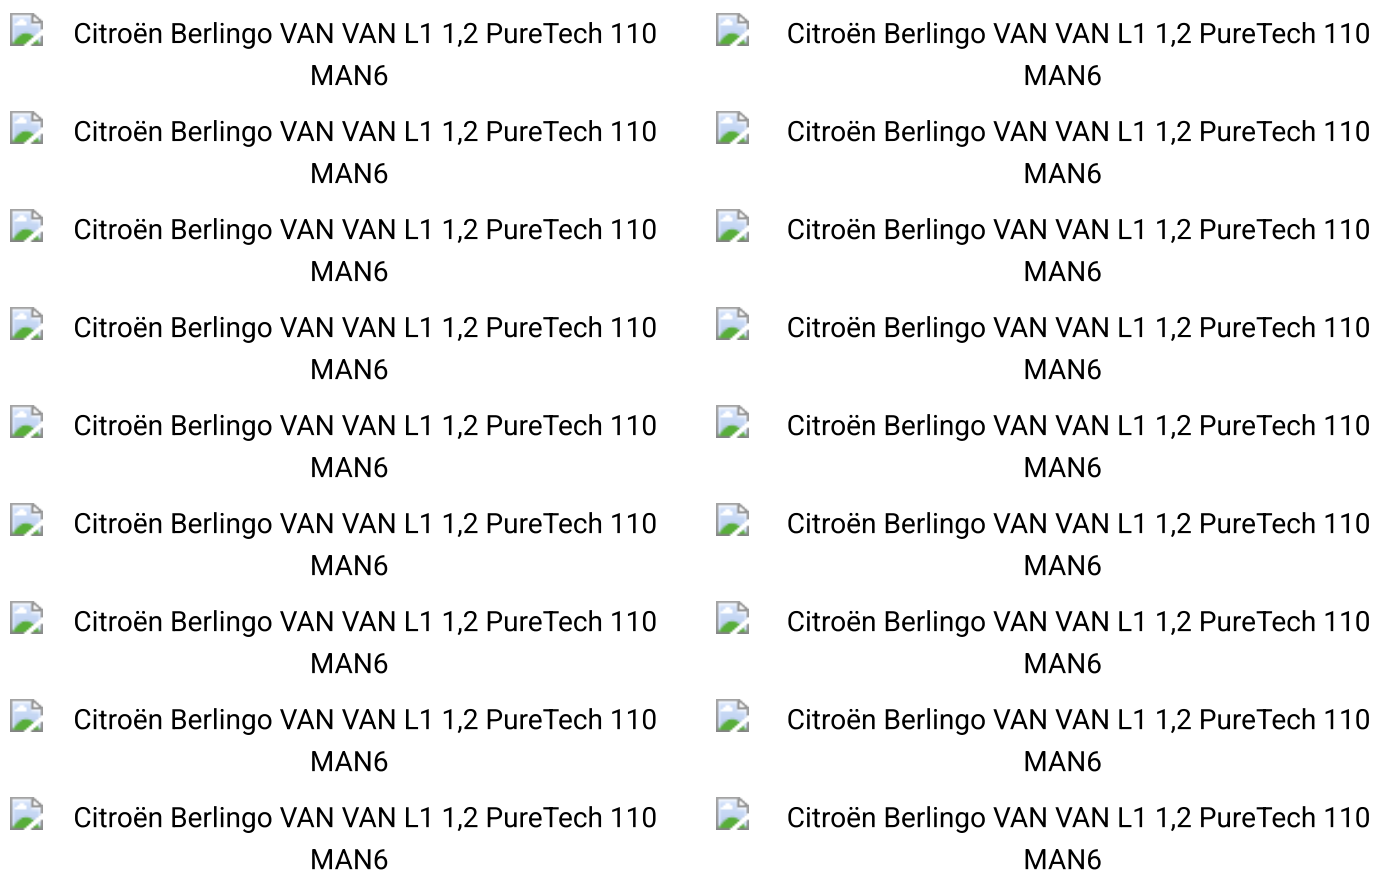 Citroën Berlingo VAN VAN L1 1,2 PureTech 110
MAN6
Citroën Berlingo VAN VAN L1 1,2 PureTech 110
MAN6
Citroën Berlingo VAN VAN L1 1,2 PureTech 110
MAN6
Citroën Berlingo VAN VAN L1 1,2 PureTech 110
MAN6
Citroën Berlingo VAN VAN L1 1,2 PureTech 110
MAN6
Citroën Berlingo VAN VAN L1 1,2 PureTech 110
MAN6
Citroën Berlingo VAN VAN L1 1,2 PureTech 110
MAN6
Citroën Berlingo VAN VAN L1 1,2 PureTech 110
MAN6
Citroën Berlingo VAN VAN L1 1,2 PureTech 110
MAN6
Citroën Berlingo VAN VAN L1 1,2 PureTech 110
MAN6
Citroën Berlingo VAN VAN L1 1,2 PureTech 110
MAN6
Citroën Berlingo VAN VAN L1 1,2 PureTech 110
MAN6
Citroën Berlingo VAN VAN L1 1,2 PureTech 110
MAN6
Citroën Berlingo VAN VAN L1 1,2 PureTech 110
MAN6
Citroën Berlingo VAN VAN L1 1,2 PureTech 110
MAN6
Citroën Berlingo VAN VAN L1 1,2 PureTech 110
MAN6
Citroën Berlingo VAN VAN L1 1,2 PureTech 110
MAN6
Citroën Berlingo VAN VAN L1 1,2 PureTech 110
MAN6